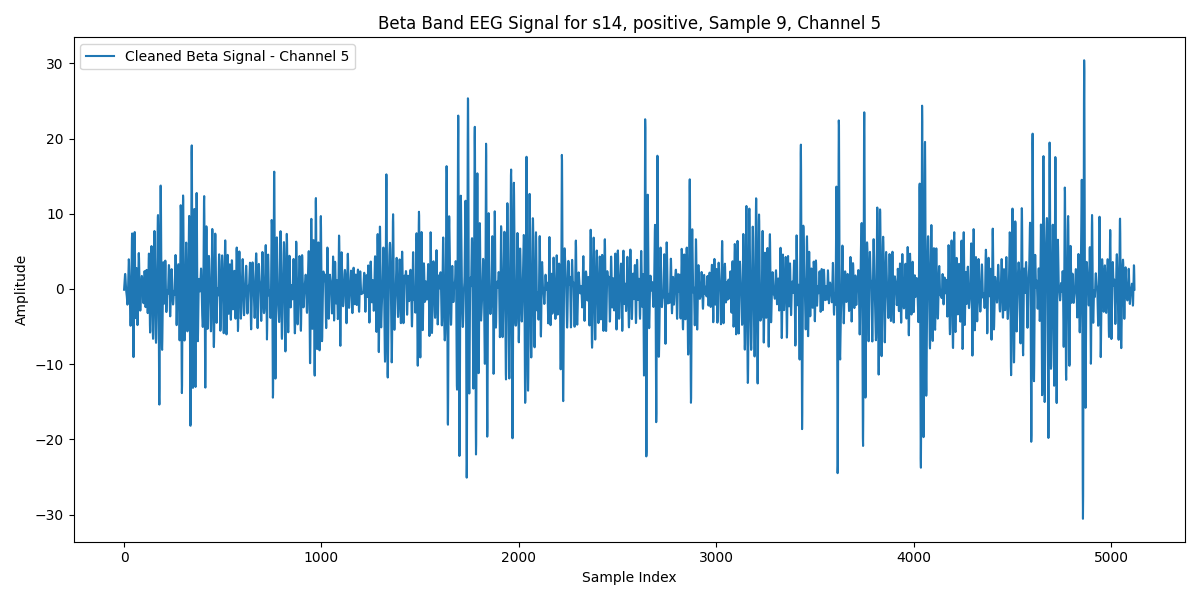 Beta Band EEG Signal for s14, positive, Sample 9, Channel 5
Cleaned Beta Signal - Channel 5
30
20
10
0
−10
−20
−30
Amplitude
0 1000 2000 3000 4000 5000
Sample Index